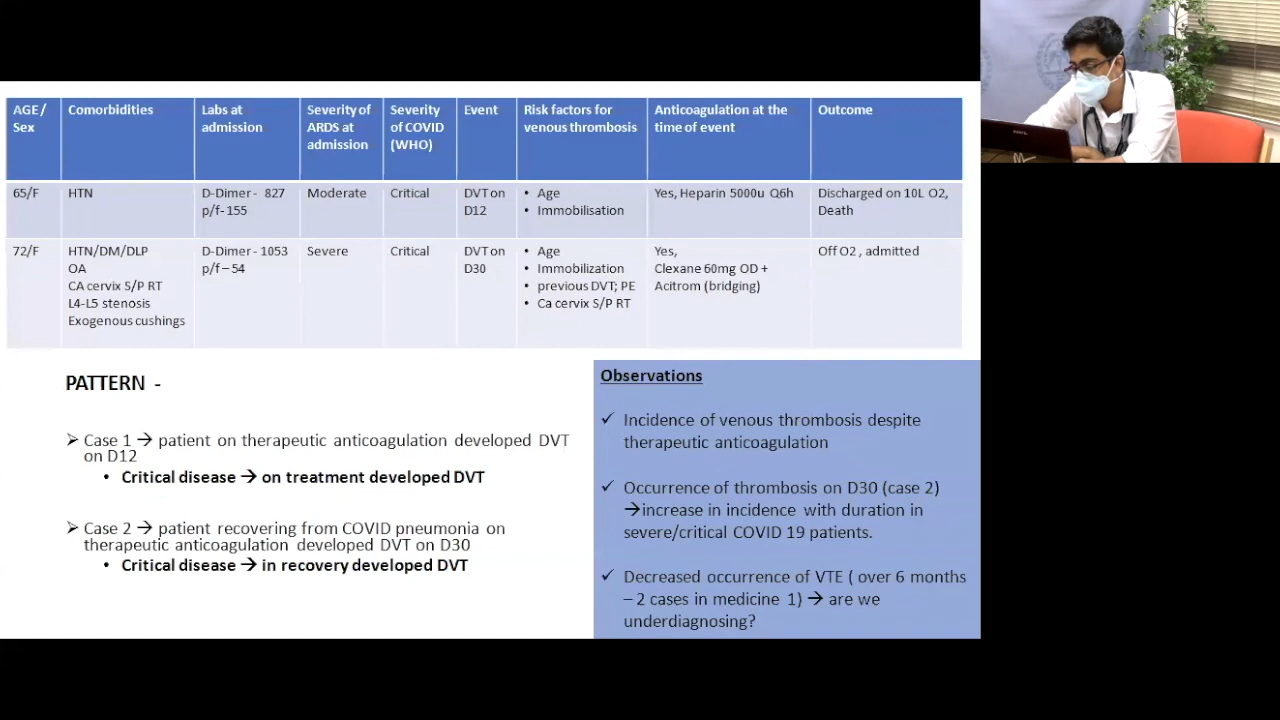 AGE/ Sex
Comorbidities
Labs at admission
Severity of ARDS at admission
Severity of COVID (WHO)
Event
Risk factors for venous thrombosis
Anticoagulation at the time of event
Outcome
65/F
HTN
D-Dimer - 827
p/f- 155
Moderate
Critical
DVT on
D12
• Age
• Immobilisation
Yes, Heparin 5000u Q6h
Discharged on 10L O2,
Death
72/F
HTN/DM/DLP
OA
CA cervix S/P RT
L4-L5 stenosis
Exogenous cushings
D-Dimer - 1053
p/f – 54
Severe
Critical
DVT on
D30
• Age
• Immobilization
• previous DVT; PE
• Ca cervix S/P RT
Yes,
Clexane 60mg OD +
Acitrom (bridging)
Off O2 , admitted
PATTERN -
➢ Case 1 → patient on therapeutic anticoagulation developed DVT
on D12
• Critical disease → on treatment developed DVT
➢ Case 2 → patient recovering from COVID pneumonia on
therapeutic anticoagulation developed DVT on D30
• Critical disease → in recovery developed DVT
Observations
✓ Incidence of venous thrombosis despite
therapeutic anticoagulation
✓ Occurrence of thrombosis on D30 (case 2)
→increase in incidence with duration in
severe/critical COVID 19 patients.
✓ Decreased occurrence of VTE ( over 6 months
– 2 cases in medicine 1) → are we
underdiagnosing?